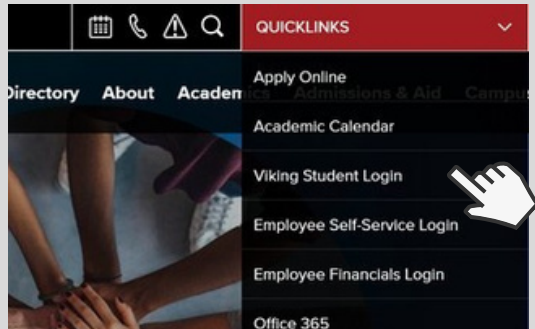 QUICKLINKS
Directory About Academics Admissions & Aid Campus
Apply Online
Academic Calendar
Viking Student Login
Employee Self-Service Login
Employee Financials Login
Office 365